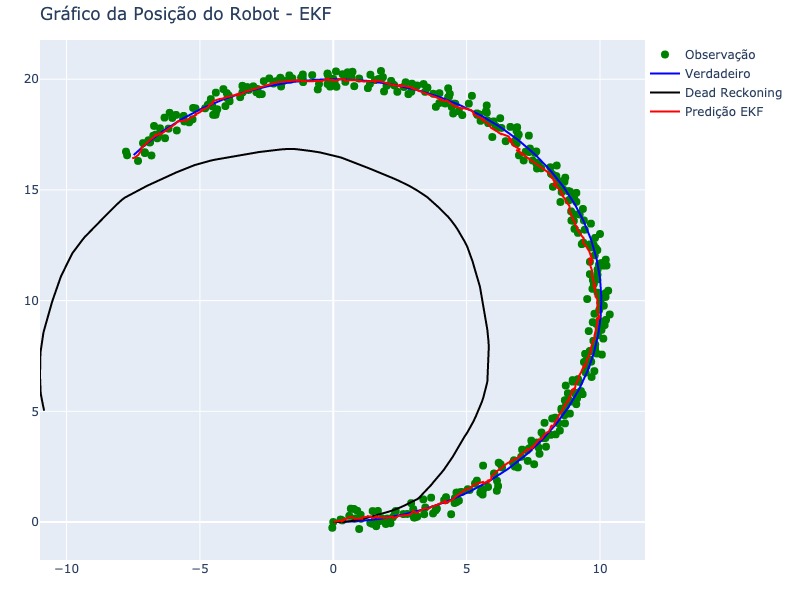 Gráfico da Posição do Robot - EKF
Observação
Verdadeiro
Dead Reckoning
Predição EKF
20
15
10
5
0
−10
−5
0
5
10